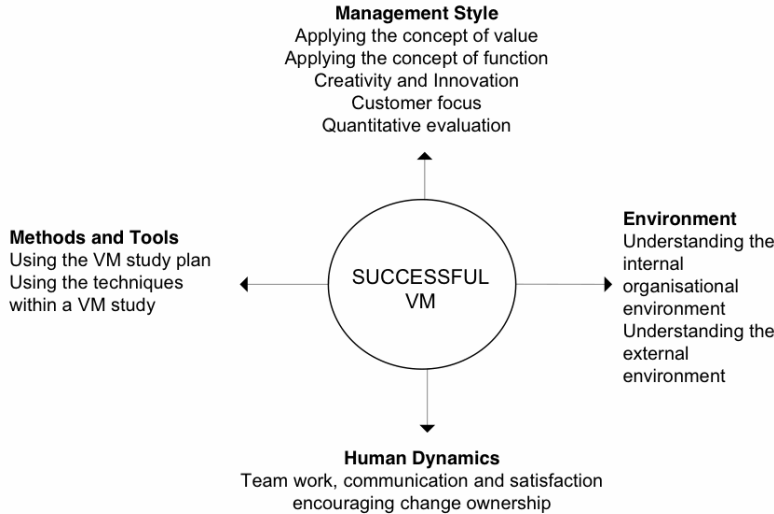 Management Style
Applying the concept of value
Applying the concept of function
Creativity and Innovation
Customer focus
Quantitative evaluation
Methods and Tools
Using the VM study plan
Using the techniques
within a VM study
SUCCESSFUL
VM
Environment
Understanding the
internal
organisational
environment
Understanding the
external
environment
Human Dynamics
Team work, communication and satisfaction
encouraging change ownership